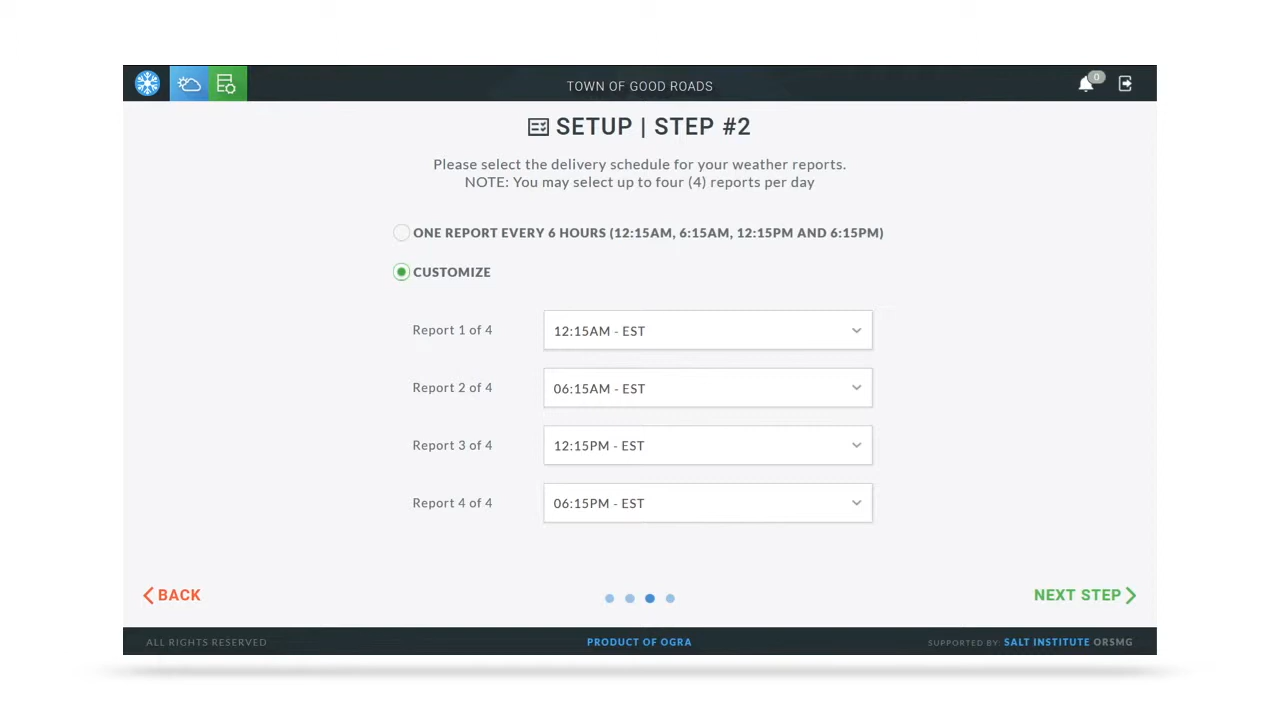 TOWN OF GOOD ROADS
0
SETUP | STEP #2
Please select the delivery schedule for your weather reports.
NOTE: You may select up to four (4) reports per day
ONE REPORT EVERY 6 HOURS (12:15AM, 6:15AM, 12:15PM AND 6:15PM)
CUSTOMIZE
Report 1 of 4
12:15AM - EST
Report 2 of 4
06:15AM - EST
Report 3 of 4
12:15PM - EST
Report 4 of 4
06:15PM - EST
BACK
NEXT STEP
ALL RIGHTS RESERVED
PRODUCT OF OGRA
SUPPORTED BY: SALT INSTITUTE ORSMG